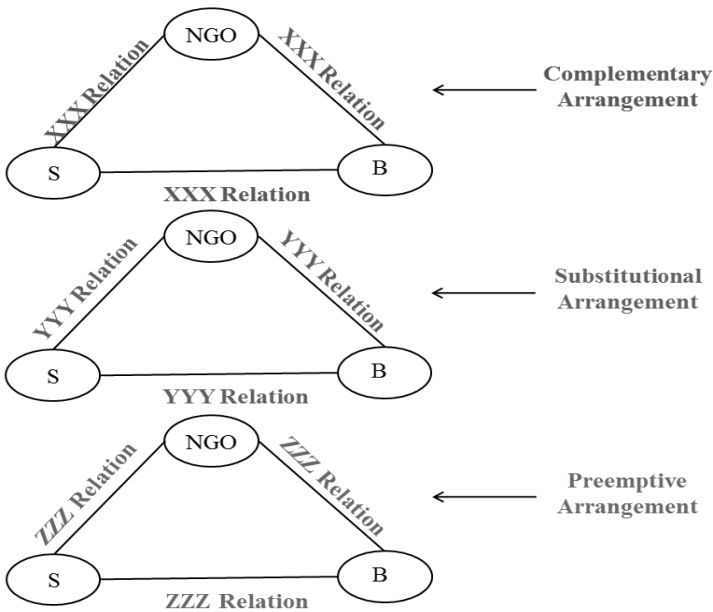 NGO
XXX Relation
XXX Relation
Complementary
Arrangement
S
B
XXX Relation
NGO
YYY Relation
YYY Relation
Substitutional
Arrangement
S
B
YYY Relation
NGO
ZZZ Relation
ZZZ Relation
Preemptive
Arrangement
S
B
ZZZ Relation